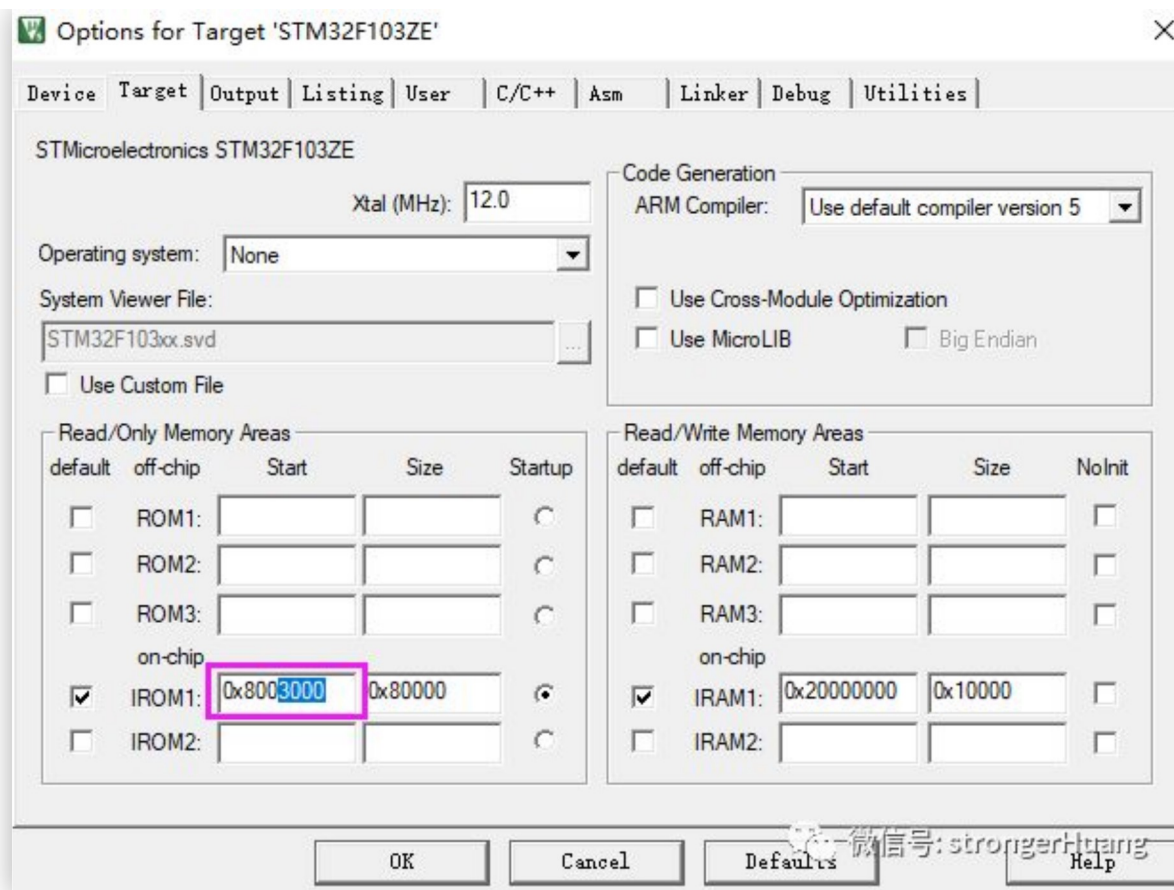 Options for Target 'STM32F103ZE'
Device Target Output Listing User C/C++ Asm Linker Debug Utilities
STMicroelectronics STM32F103ZE
Xtal (MHz): 12.0
Operating system: None
System Viewer File:
STM32F103xx.svd ...
Use Custom File
Code Generation
ARM Compiler: Use default compiler version 5
Use Cross-Module Optimization
Use MicroLIB Big Endian
Read/Only Memory Areas
default off-chip Start Size Startup
ROM1:
ROM2:
ROM3:
on-chip
IROM1: 0x8003000 0x80000
IROM2:
Read/Write Memory Areas
default off-chip Start Size NoInit
RAM1:
RAM2:
RAM3:
on-chip
IRAM1: 0x20000000 0x10000
IRAM2:
OK Cancel Defaults Help
微信号: strongerHuang